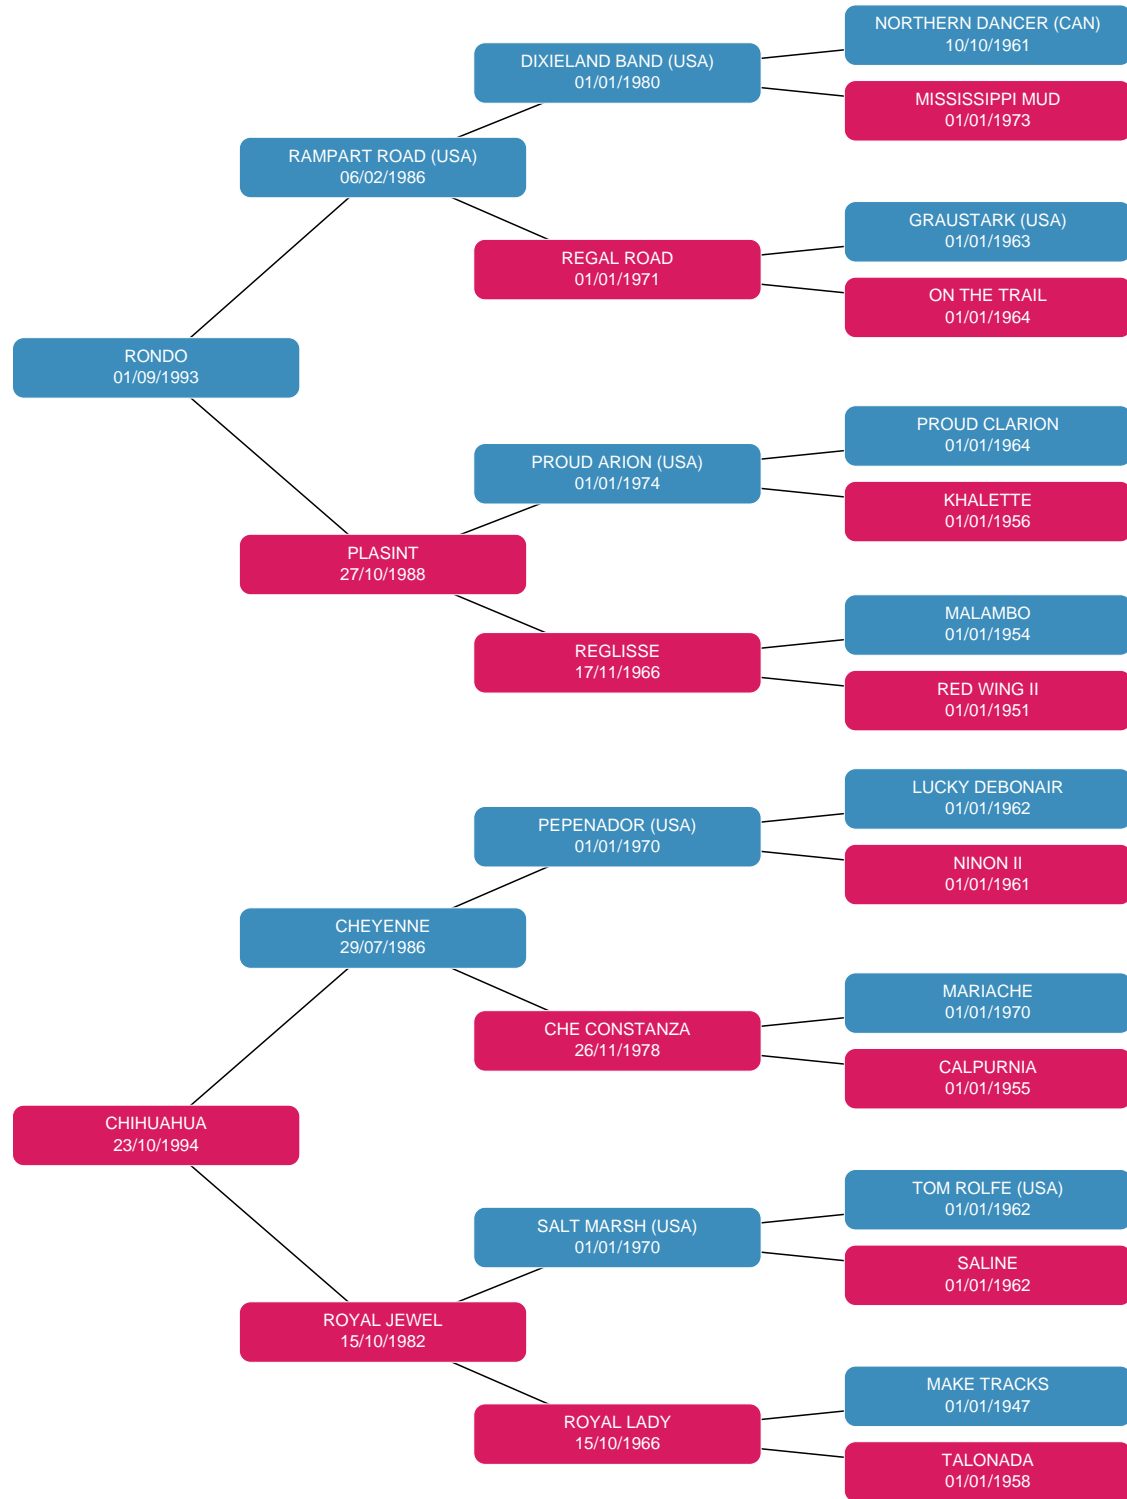 NORTHERN DANCER (CAN)
10/10/1961
DIXIELAND BAND (USA)
01/01/1980
MISSISSIPPI MUD
01/01/1973
RAMPART ROAD (USA)
06/02/1986
GRAUSTARK (USA)
01/01/1963
REGAL ROAD
01/01/1971
ON THE TRAIL
01/01/1964
RONDO
01/09/1993
PROUD CLARION
01/01/1964
PROUD ARION (USA)
01/01/1974
KHALETTE
01/01/1956
PLASINT
27/10/1988
MALAMBO
01/01/1954
REGLISSE
17/11/1966
RED WING II
01/01/1951
LUCKY DEBONAIR
01/01/1962
PEPENADOR (USA)
01/01/1970
NINON II
01/01/1961
CHEYENNE
29/07/1986
MARIACHE
01/01/1970
CHE CONSTANZA
26/11/1978
CALPURNIA
01/01/1955
CHIHUAHUA
23/10/1994
TOM ROLFE (USA)
01/01/1962
SALT MARSH (USA)
01/01/1970
SALINE
01/01/1962
ROYAL JEWEL
15/10/1982
MAKE TRACKS
01/01/1947
ROYAL LADY
15/10/1966
TALONADA
01/01/1958